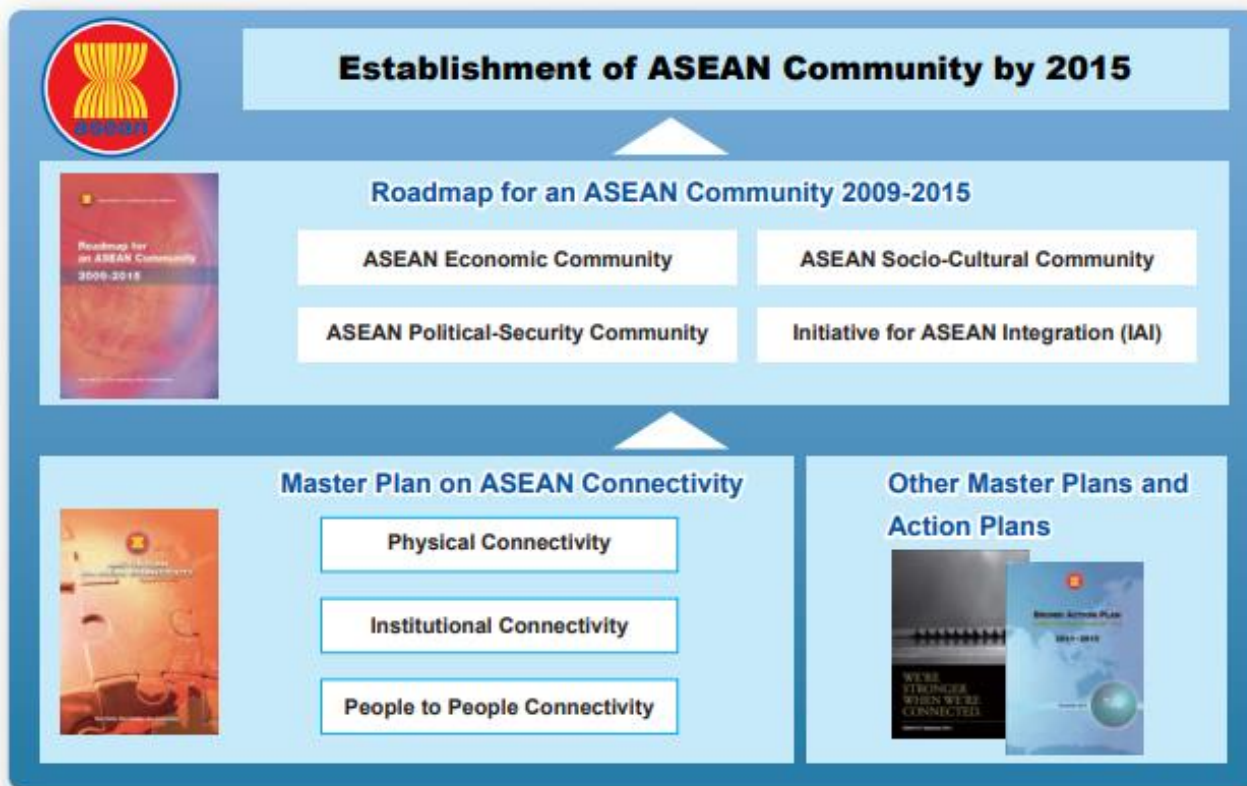 asean
Establishment of ASEAN Community by 2015
Roadmap for an ASEAN Community 2009-2015
Roadmap for
an ASEAN Community
2009-2015
ASEAN Economic Community
ASEAN Socio-Cultural Community
ASEAN Political-Security Community
Initiative for ASEAN Integration (IAI)
Master Plan on ASEAN Connectivity
Physical Connectivity
Institutional Connectivity
People to People Connectivity
Other Master Plans and
Action Plans
WE'RE
STRONGER
WHEN WE'RE
CONNECTED.
ACTION PLAN